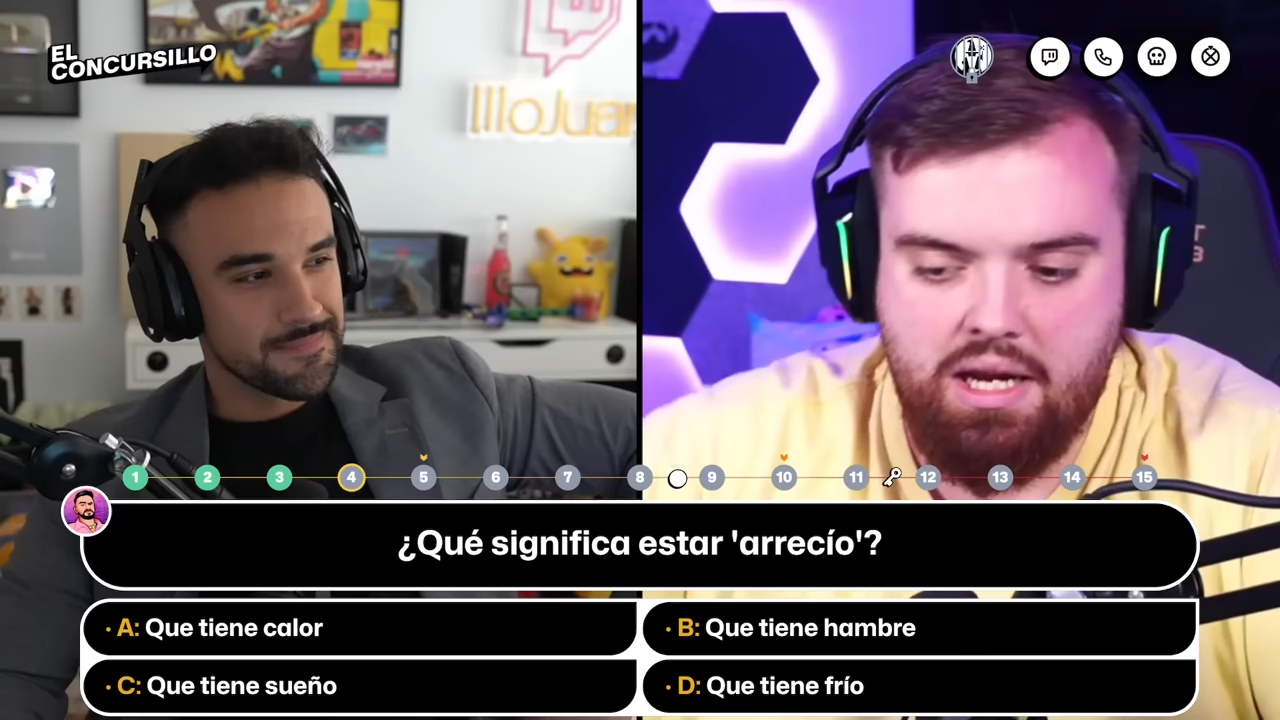 EL
CONCURSILLO
IlloJuan
1
2
3
4
5
6
7
8
9
10
11
12
13
14
15
¿Qué significa estar 'arrecío'?
· A: Que tiene calor
· B: Que tiene hambre
· C: Que tiene sueño
· D: Que tiene frío